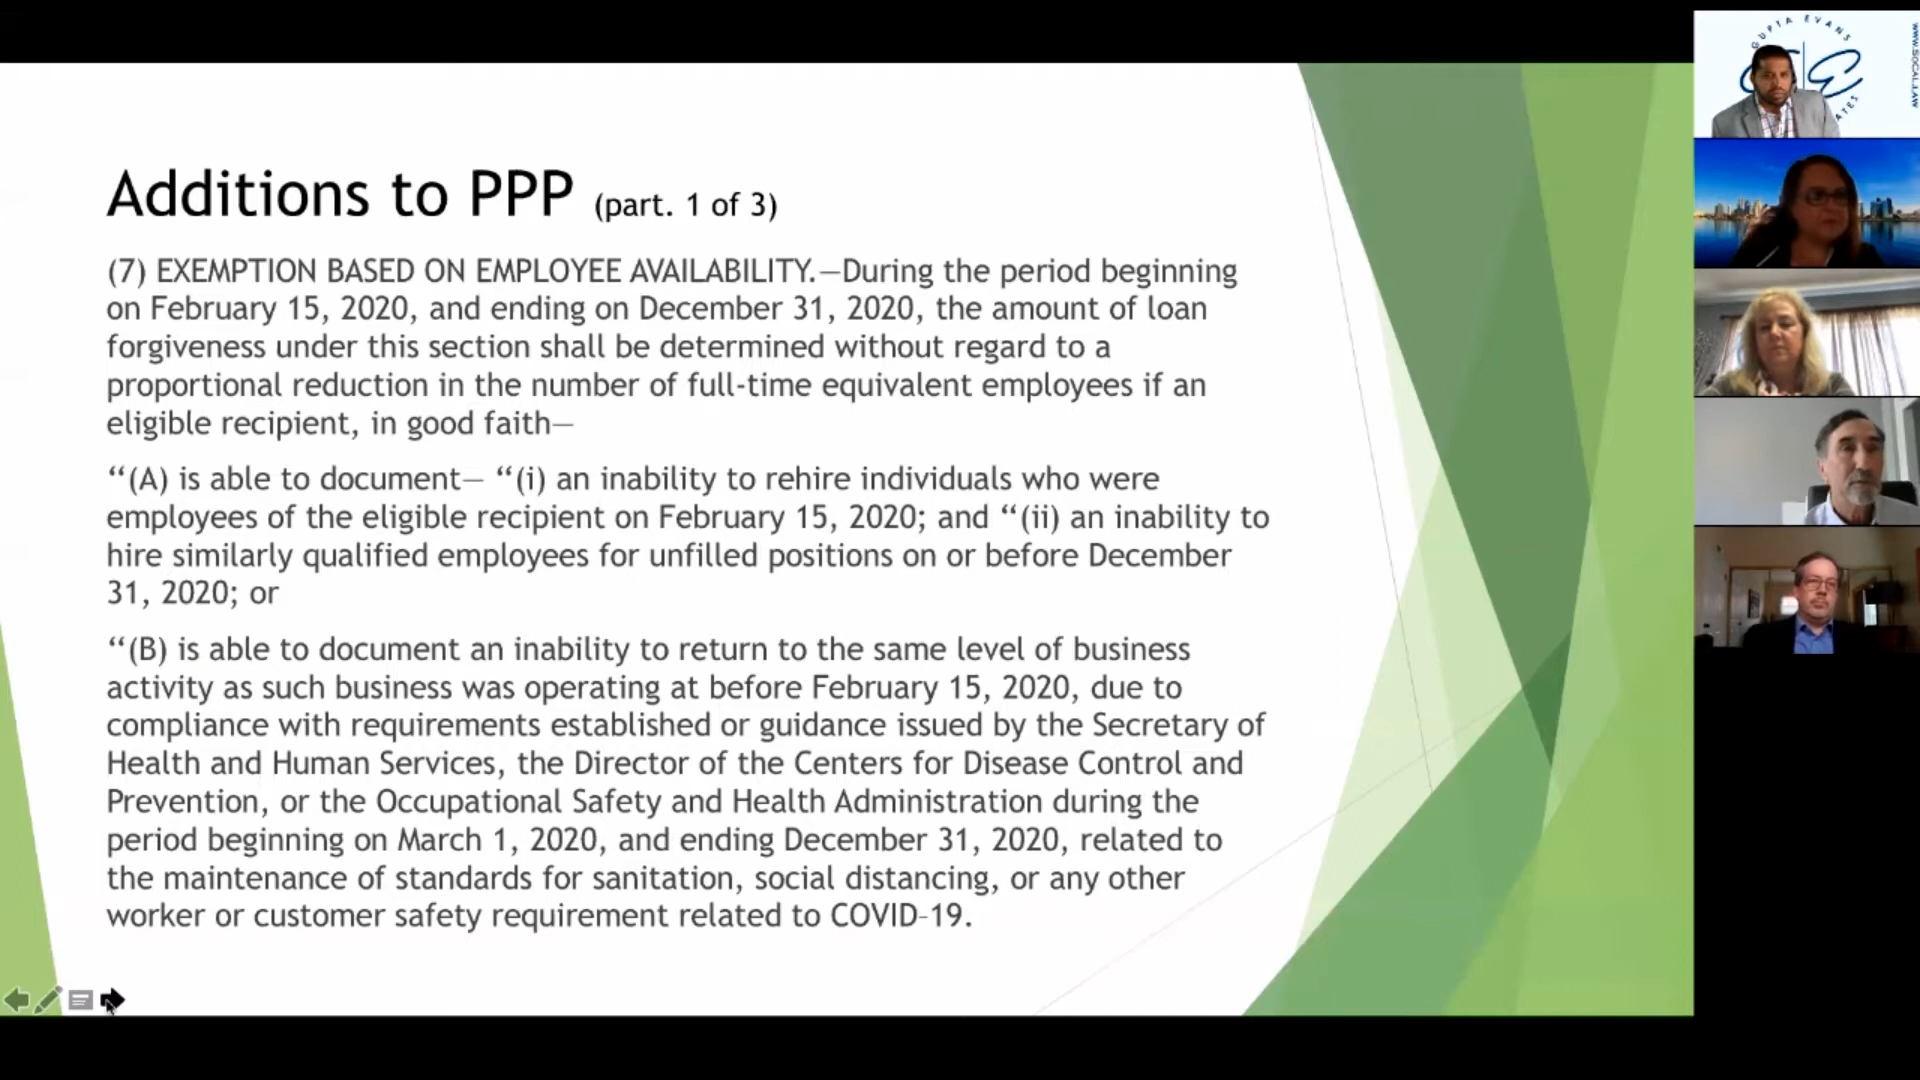 Additions to PPP (part. 1 of 3)
(7) EXEMPTION BASED ON EMPLOYEE AVAILABILITY.—During the period beginning
on February 15, 2020, and ending on December 31, 2020, the amount of loan
forgiveness under this section shall be determined without regard to a
proportional reduction in the number of full-time equivalent employees if an
eligible recipient, in good faith—
“(A) is able to document— “(i) an inability to rehire individuals who were
employees of the eligible recipient on February 15, 2020; and “(ii) an inability to
hire similarly qualified employees for unfilled positions on or before December
31, 2020; or
“(B) is able to document an inability to return to the same level of business
activity as such business was operating at before February 15, 2020, due to
compliance with requirements established or guidance issued by the Secretary of
Health and Human Services, the Director of the Centers for Disease Control and
Prevention, or the Occupational Safety and Health Administration during the
period beginning on March 1, 2020, and ending December 31, 2020, related to
the maintenance of standards for sanitation, social distancing, or any other
worker or customer safety requirement related to COVID-19.
GUPTA EVANS
E
ATES
WWW.SOCAL.LAW